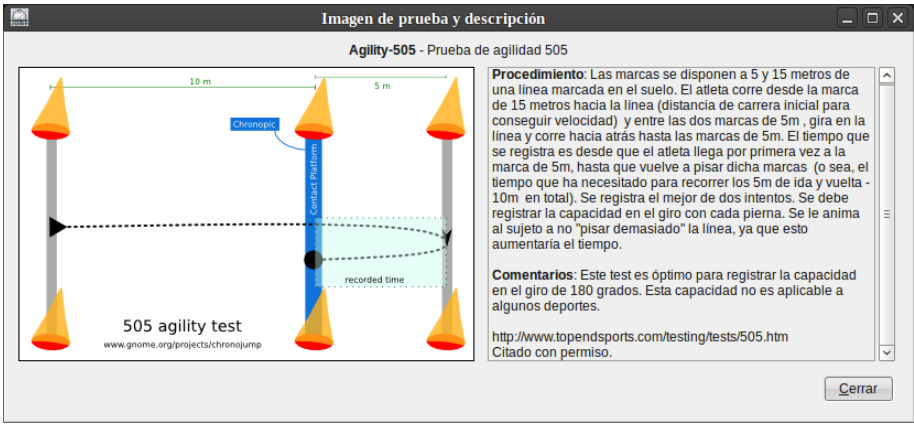 Imagen de prueba y descripción
Agility-505 - Prueba de agilidad 505
10 m
5 m
Chronopic
Contact Platform
recorded time
505 agility test
www.gnome.org/projects/chronojump
Procedimiento: Las marcas se disponen a 5 y 15 metros de
una línea marcada en el suelo. El atleta corre desde la marca
de 15 metros hacia la línea (distancia de carrera inicial para
conseguir velocidad)  y entre las dos marcas de 5m , gira en la
línea y corre hacia atrás hasta las marcas de 5m. El tiempo que
se registra es desde que el atleta llega por primera vez a la
marca de 5m, hasta que vuelve a pisar dicha marcas  (o sea, el
tiempo que ha necesitado para recorrer los 5m de ida y vuelta -
10m  en total). Se registra el mejor de dos intentos. Se debe
registrar la capacidad en el giro con cada pierna. Se le anima
al sujeto a no "pisar demasiado" la línea, ya que esto
aumentaría el tiempo.
Comentarios: Este test es óptimo para registrar la capacidad
en el giro de 180 grados. Esta capacidad no es aplicable a
algunos deportes.
http://www.topendsports.com/testing/tests/505.htm
Citado con permiso.
Cerrar